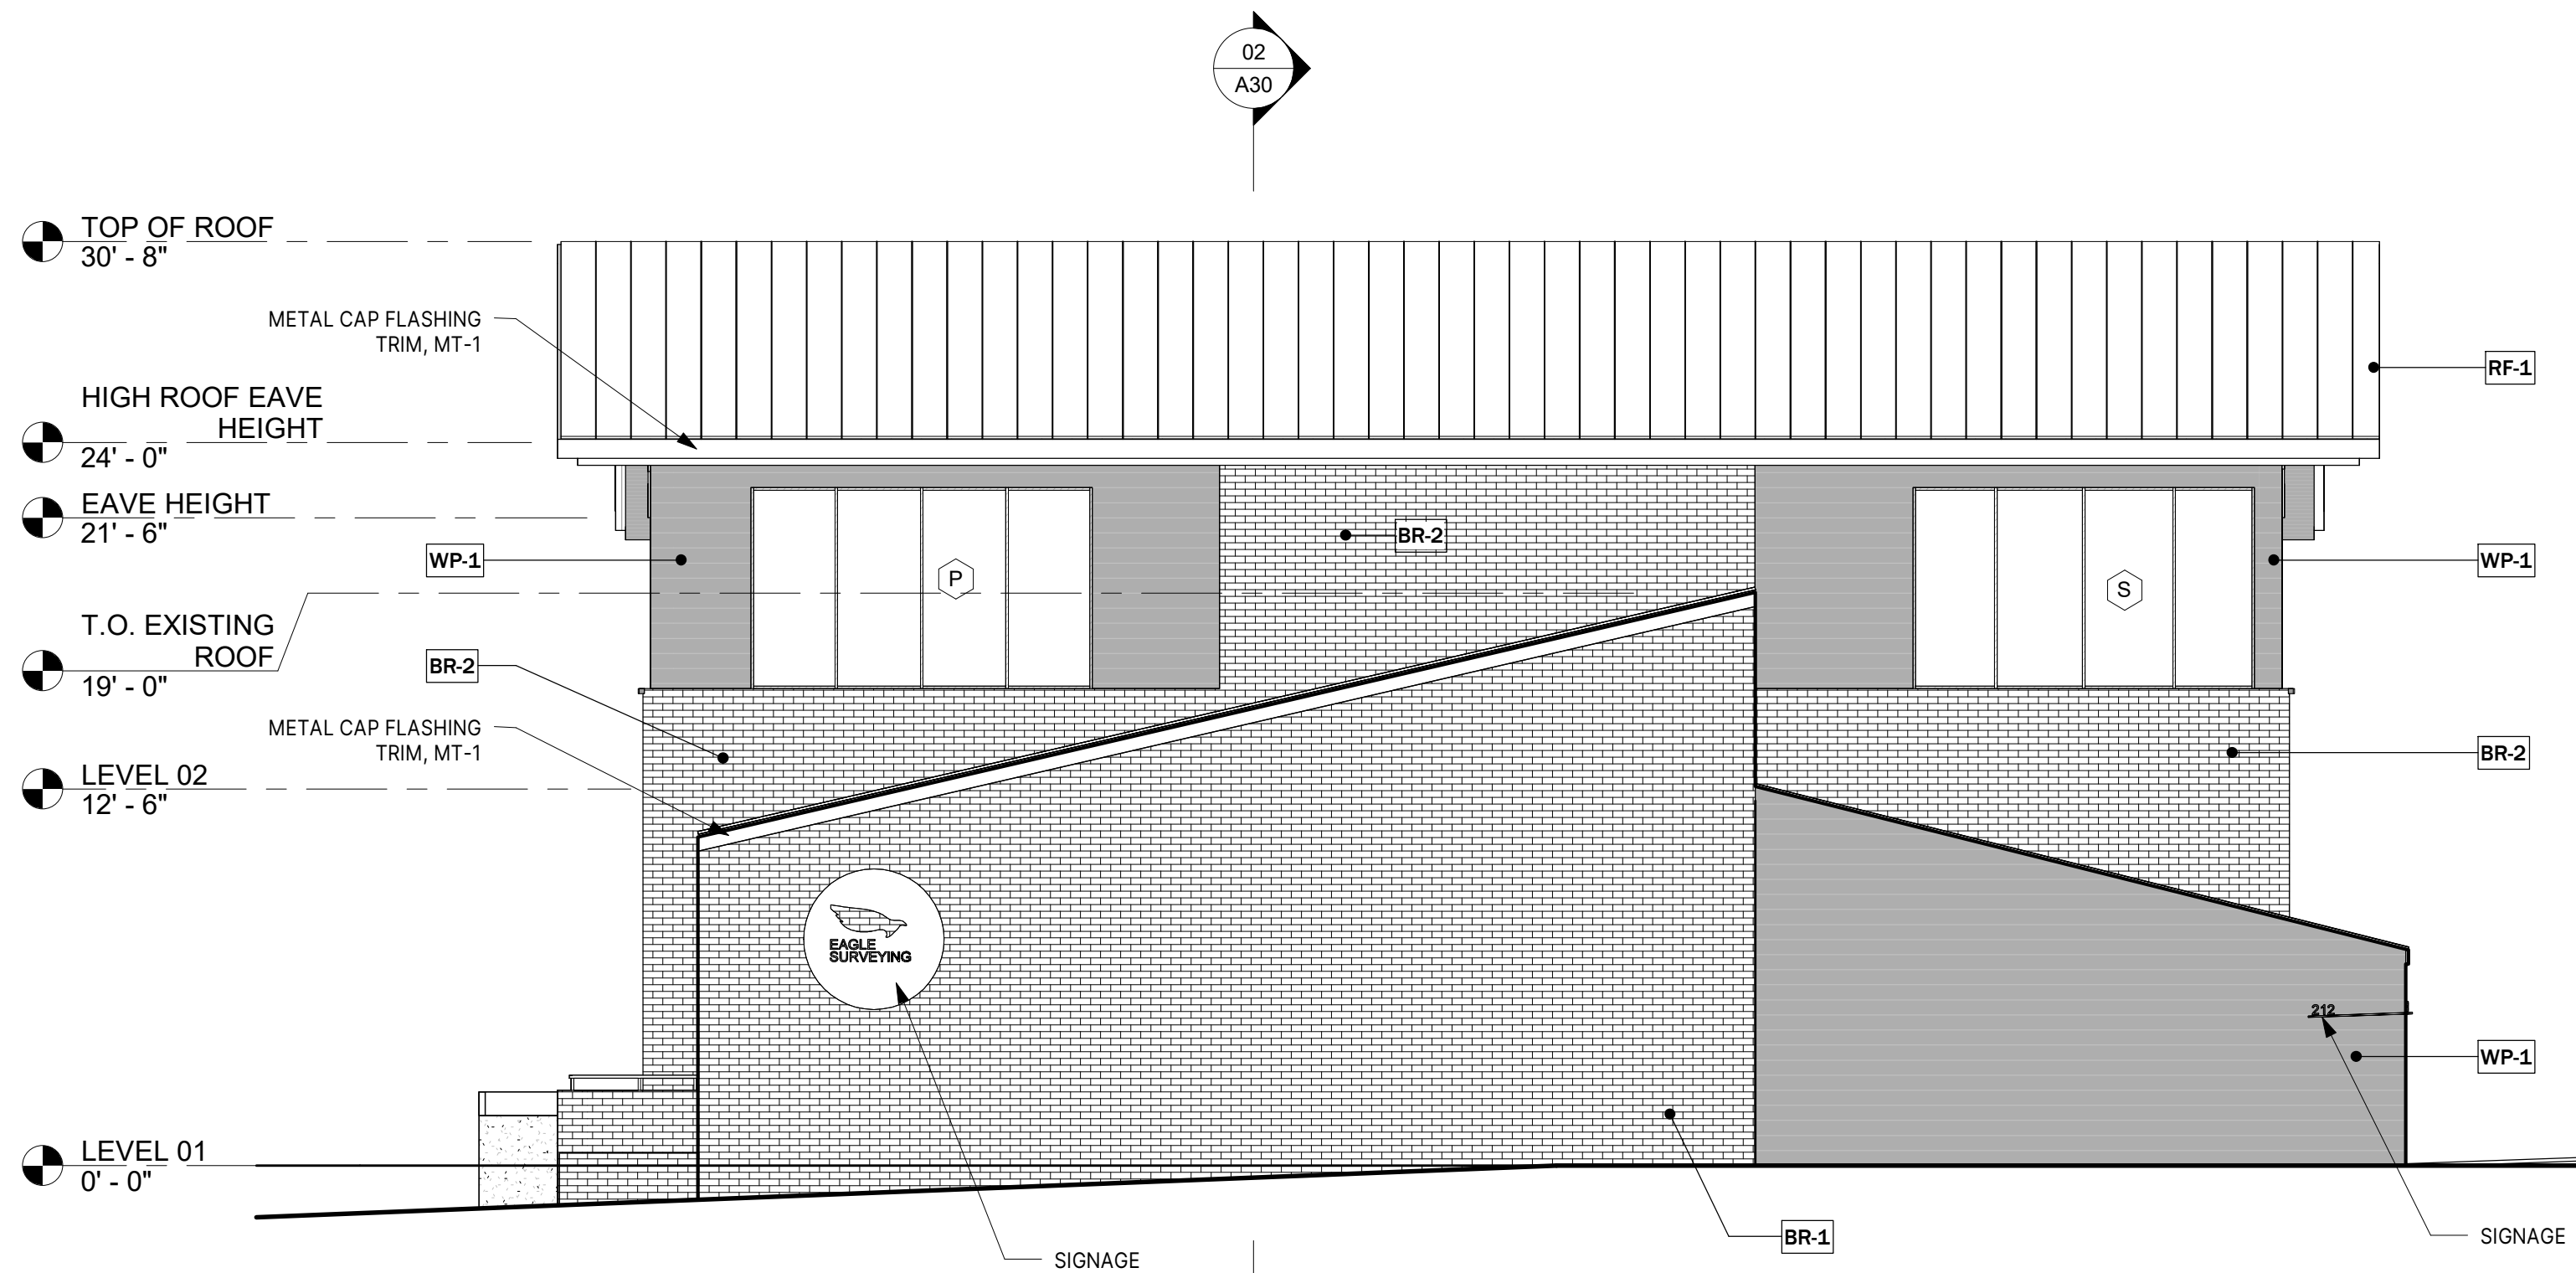 02
A30
TOP OF ROOF
30' - 8"
METAL CAP FLASHING
TRIM, MT-1
RF-1
HIGH ROOF EAVE
HEIGHT
24' - 0"
EAVE HEIGHT
21' - 6"
BR-2
WP-1
WP-1
P
S
T.O. EXISTING
ROOF
19' - 0"
BR-2
METAL CAP FLASHING
TRIM, MT-1
BR-2
LEVEL 02
12' - 6"
EAGLE
SURVEYING
212
WP-1
LEVEL 01
0' - 0"
BR-1
SIGNAGE
SIGNAGE